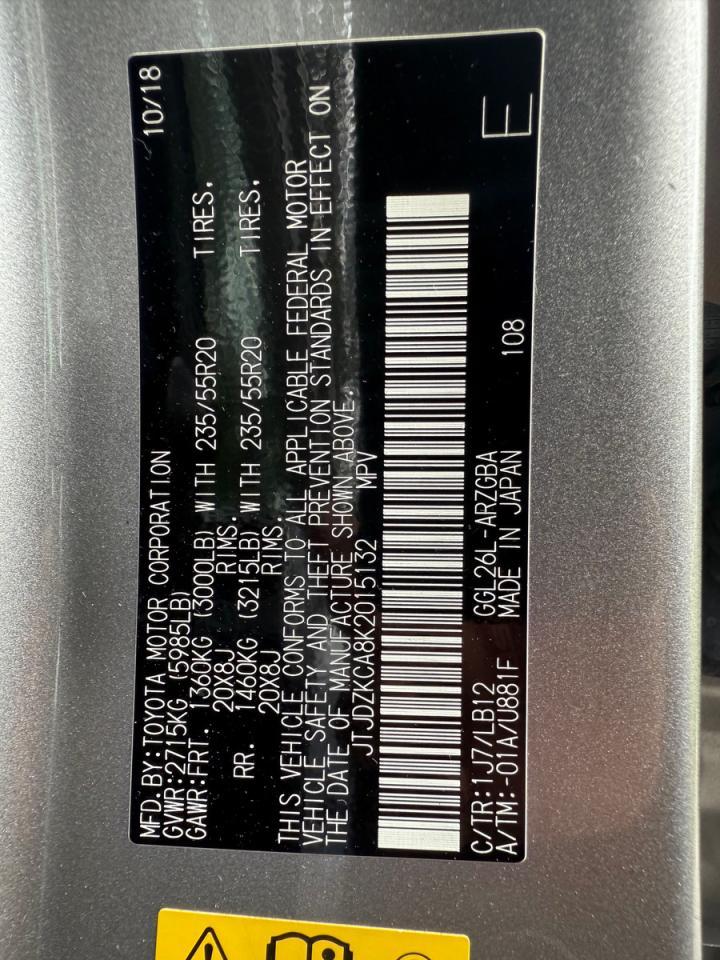 MFD.BY:TOYOTA MOTOR CORPORATION 10/18
GVWR:2715KG (5985LB)
GAWR:FRT. 1360KG (3000LB) WITH 235/55R20 TIRES,
20X8J RIMS.
RR. 1460KG (3215LB) WITH 235/55R20 TIRES,
20X8J RIMS.
THIS VEHICLE CONFORMS TO ALL APPLICABLE FEDERAL MOTOR
VEHICLE SAFETY AND THEFT PREVENTION STANDARDS IN EFFECT ON
THE DATE OF MANUFACTURE SHOWN ABOVE.
JTJDZKCA8K2015132 MPV
C/TR:1J7/LB12 GGL26L-ARZGBA
A/TM:-01A/U881F MADE IN JAPAN 108
E